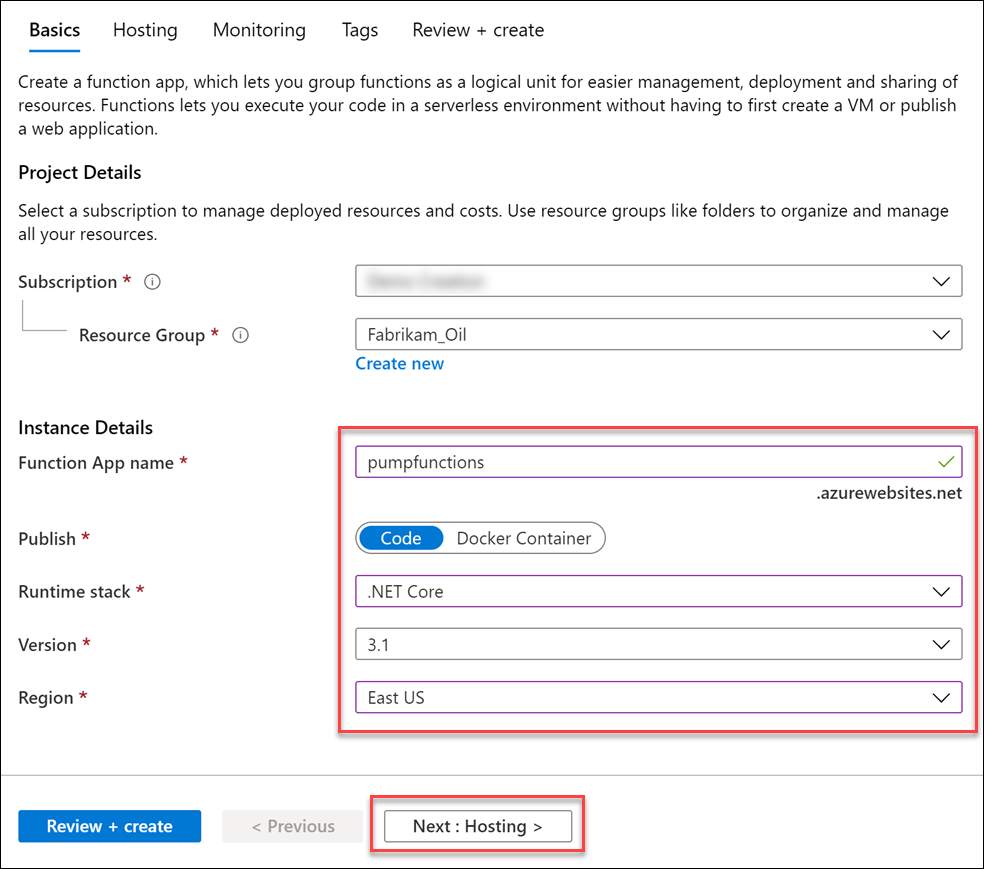 Basics Hosting Monitoring Tags Review + create
Create a function app, which lets you group functions as a logical unit for easier management, deployment and sharing of
resources. Functions lets you execute your code in a serverless environment without having to first create a VM or publish
a web application.
Project Details
Select a subscription to manage deployed resources and costs. Use resource groups like folders to organize and manage
all your resources.
Subscription *
Resource Group * Fabrikam_Oil
Create new
Instance Details
Function App name * pumpfunctions
.azurewebsites.net
Publish * Code Docker Container
Runtime stack * .NET Core
Version * 3.1
Region * East US
Review + create < Previous Next : Hosting >